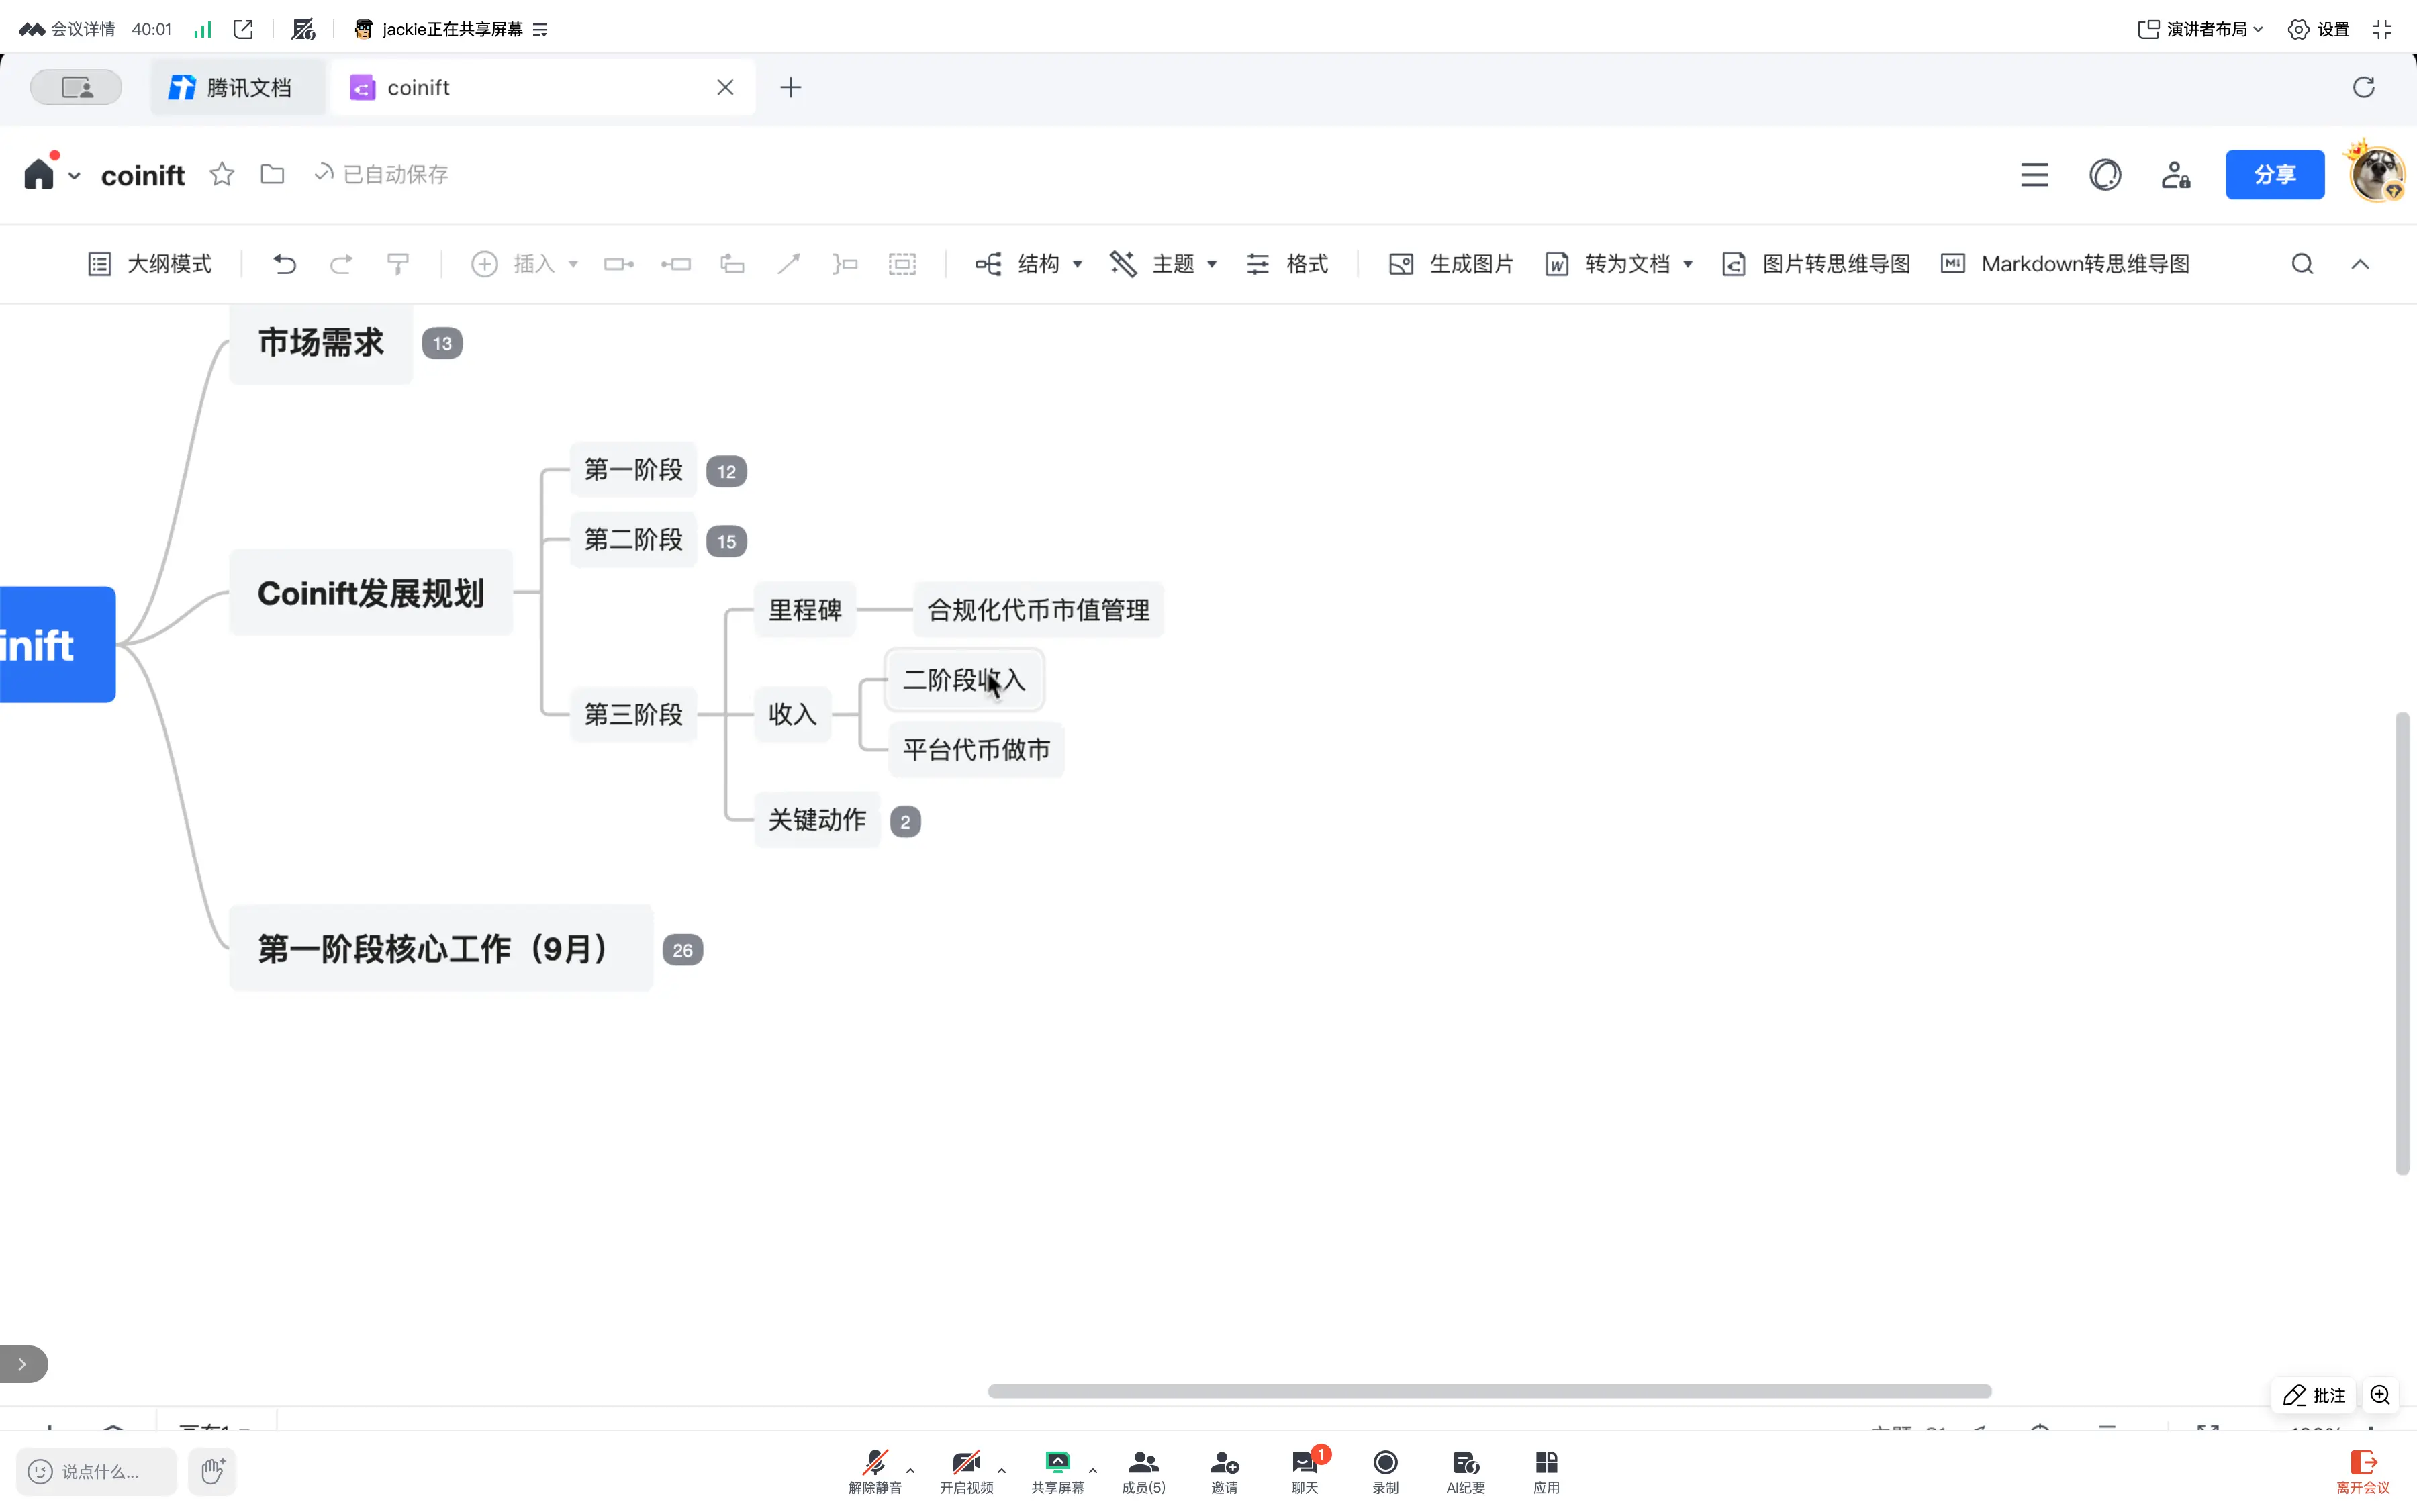 会议详情 40:01 jackie正在共享屏幕 演讲者布局 设置
腾讯文档 coinift
coinift 已自动保存 分享
大纲模式 插入 结构 主题 格式 生成图片 转为文档 图片转思维导图 Markdown转思维导图
市场需求 13
第一阶段 12
第二阶段 15
Coinift发展规划
里程碑 合规化代币市值管理
inift
二阶段收入
第三阶段 收入
平台代币做市
关键动作 2
第一阶段核心工作（9月） 26
批注
说点什么...
解除静音 开启视频 共享屏幕 成员(5) 邀请 聊天 1 录制 AI纪要 应用 离开会议